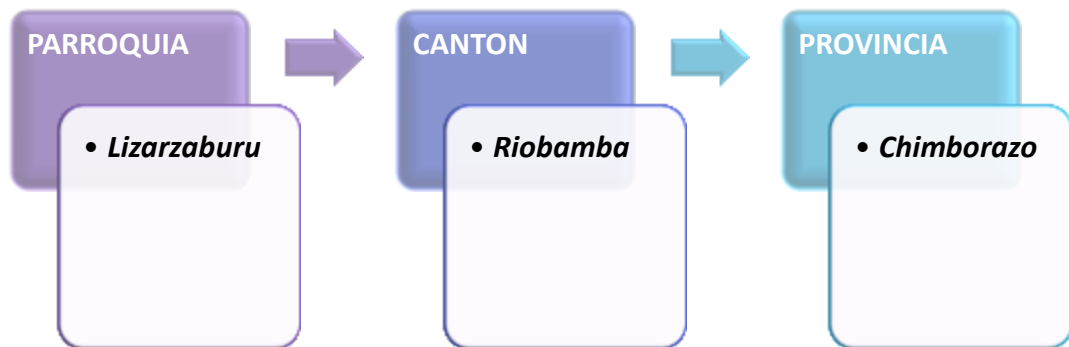 PARROQUIA
• Lizarzaburu
CANTON
• Riobamba
PROVINCIA
• Chimborazo